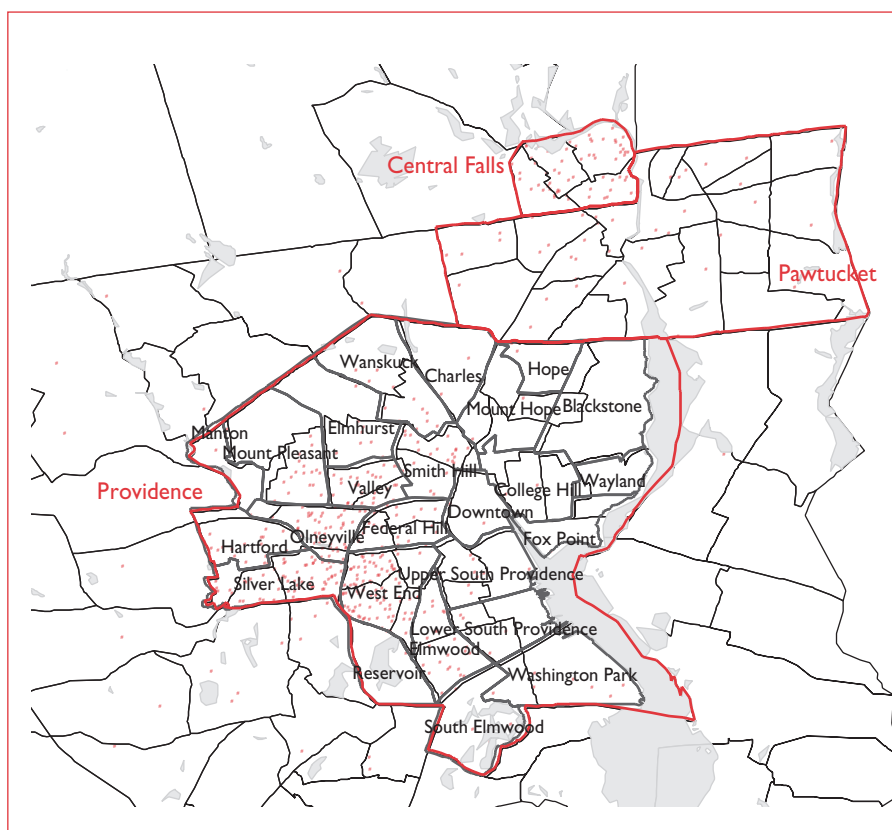 Central Falls
Pawtucket
Wanskuck
Charles
Hope
Mount Hope
Blackstone
Manton
Elmhurst
Mount Pleasant
Smith Hill
Providence
Valley
College Hill
Wayland
Downtown
Federal Hill
Olneyville
Fox Point
Hartford
Silver Lake
West End
Upper South Providence
Lower South Providence
Elmwood
Reservoir
Washington Park
South Elmwood